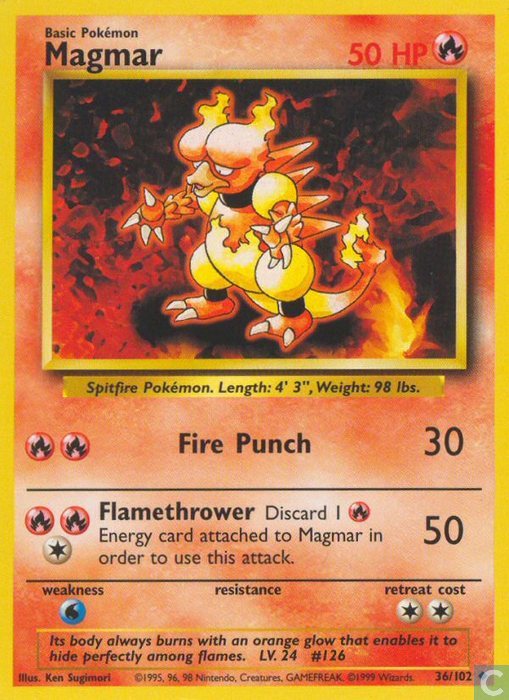 Basic Pokémon
Magmar
50 HP
Spitfire Pokémon. Length: 4' 3", Weight: 98 lbs.
Fire Punch 30
Flamethrower Discard 1
Energy card attached to Magmar in
order to use this attack.
50
weakness resistance retreat cost
Its body always burns with an orange glow that enables it to
hide perfectly among flames. LV. 24 #126
Illus. Ken Sugimori ©1995, 96, 98 Nintendo, Creatures, GAMEFREAK. ©1999 Wizards. 36/102
C